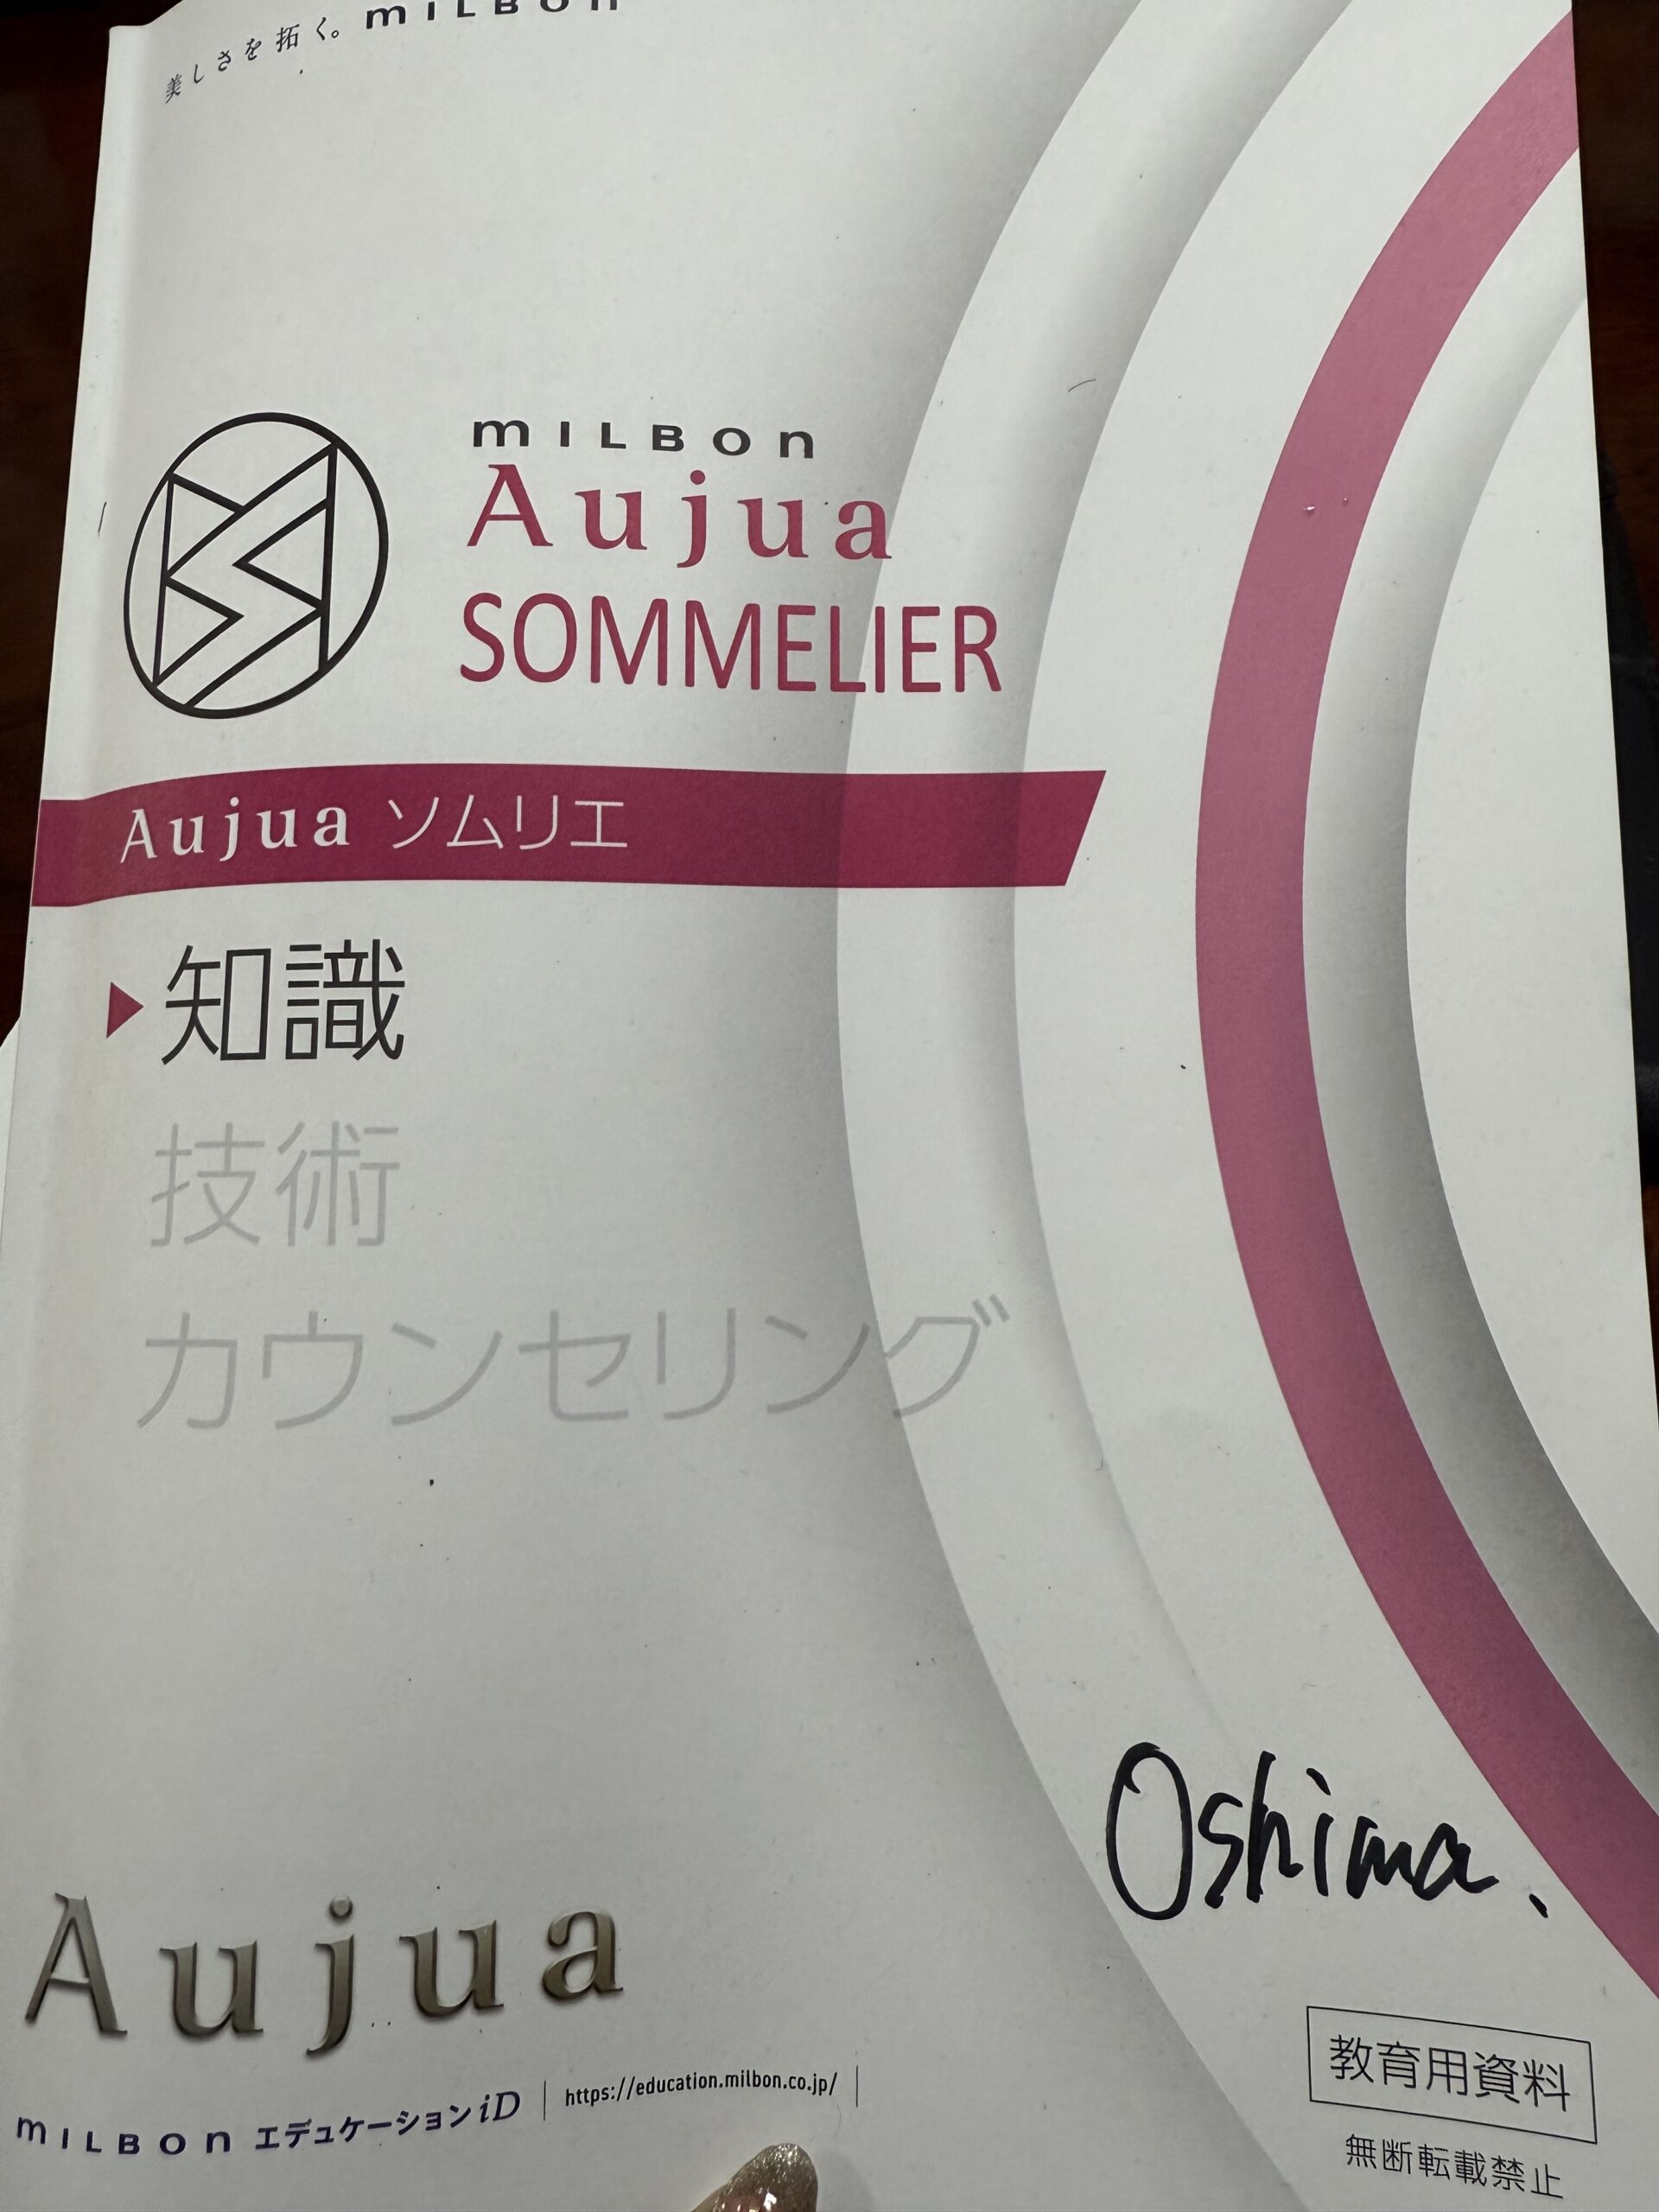 美しさを拓く。 MILBON
MILBON
Aujua
SOMMELIER
Aujua ソムリエ
知識
技術
カウンセリング
Oshima.
Aujua
MILBON エデュケーションiD | https://education.milbon.co.jp/ |
教育用資料
無断転載禁止